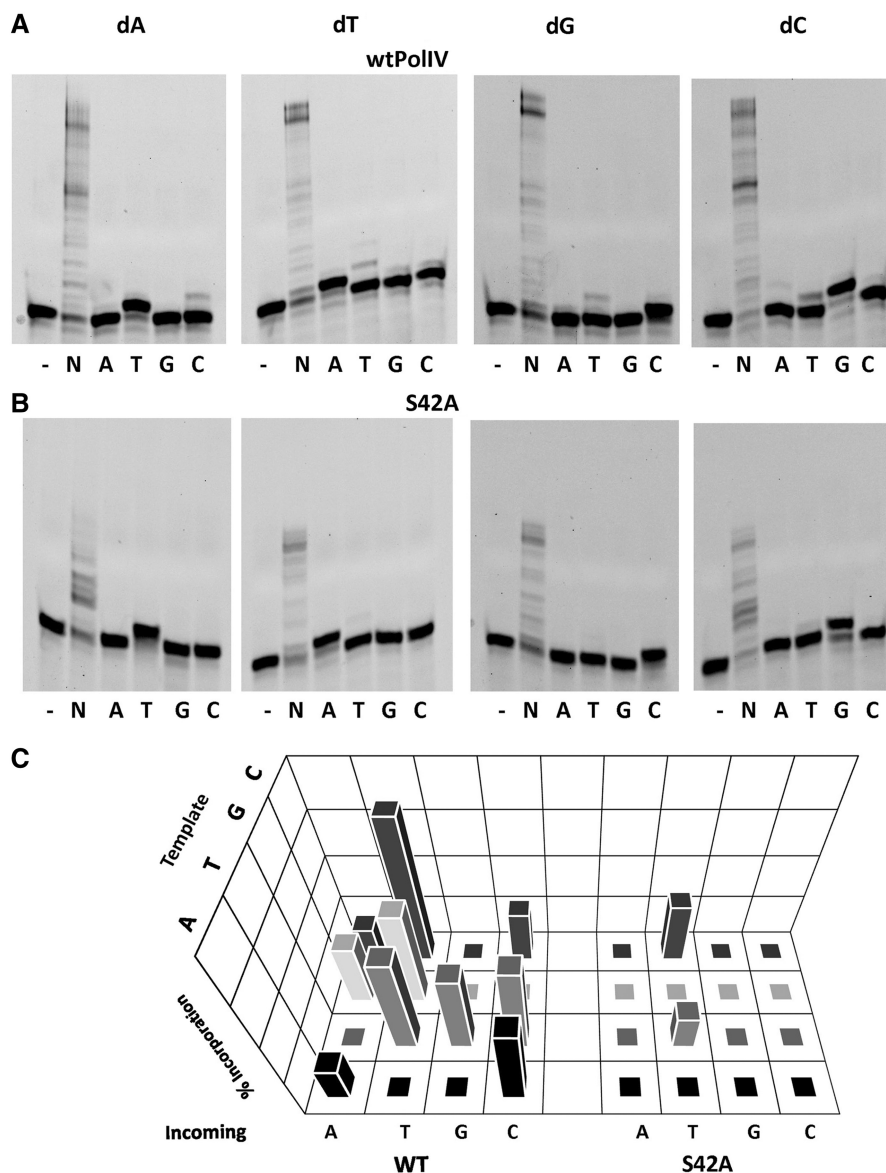 A
dA dT dG dC
wtPolIV
- N A T G C - N A T G C - N A T G C - N A T G C
B
S42A
- N A T G C - N A T G C - N A T G C - N A T G C
C
Template
C
G
T
A
% Incorporation
Incoming A T G C A T G C
WT S42A